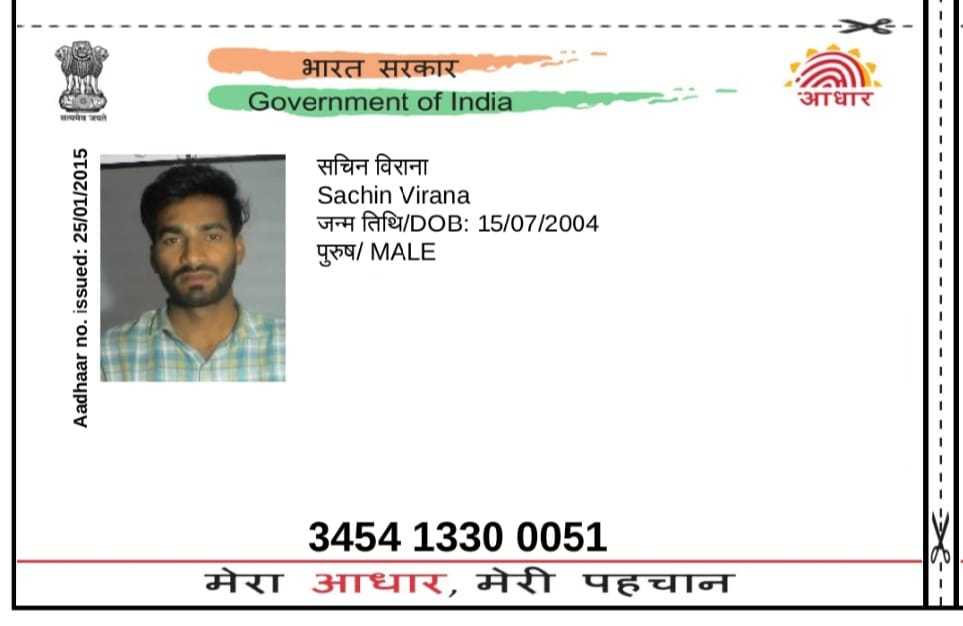 भारत सरकार
Government of India
सत्यमेव जयते
आधार
Aadhaar no. issued: 25/01/2015
सचिन विराना
Sachin Virana
जन्म तिथि/DOB: 15/07/2004
पुरुष/ MALE
3454 1330 0051
मेरा आधार, मेरी पहचान